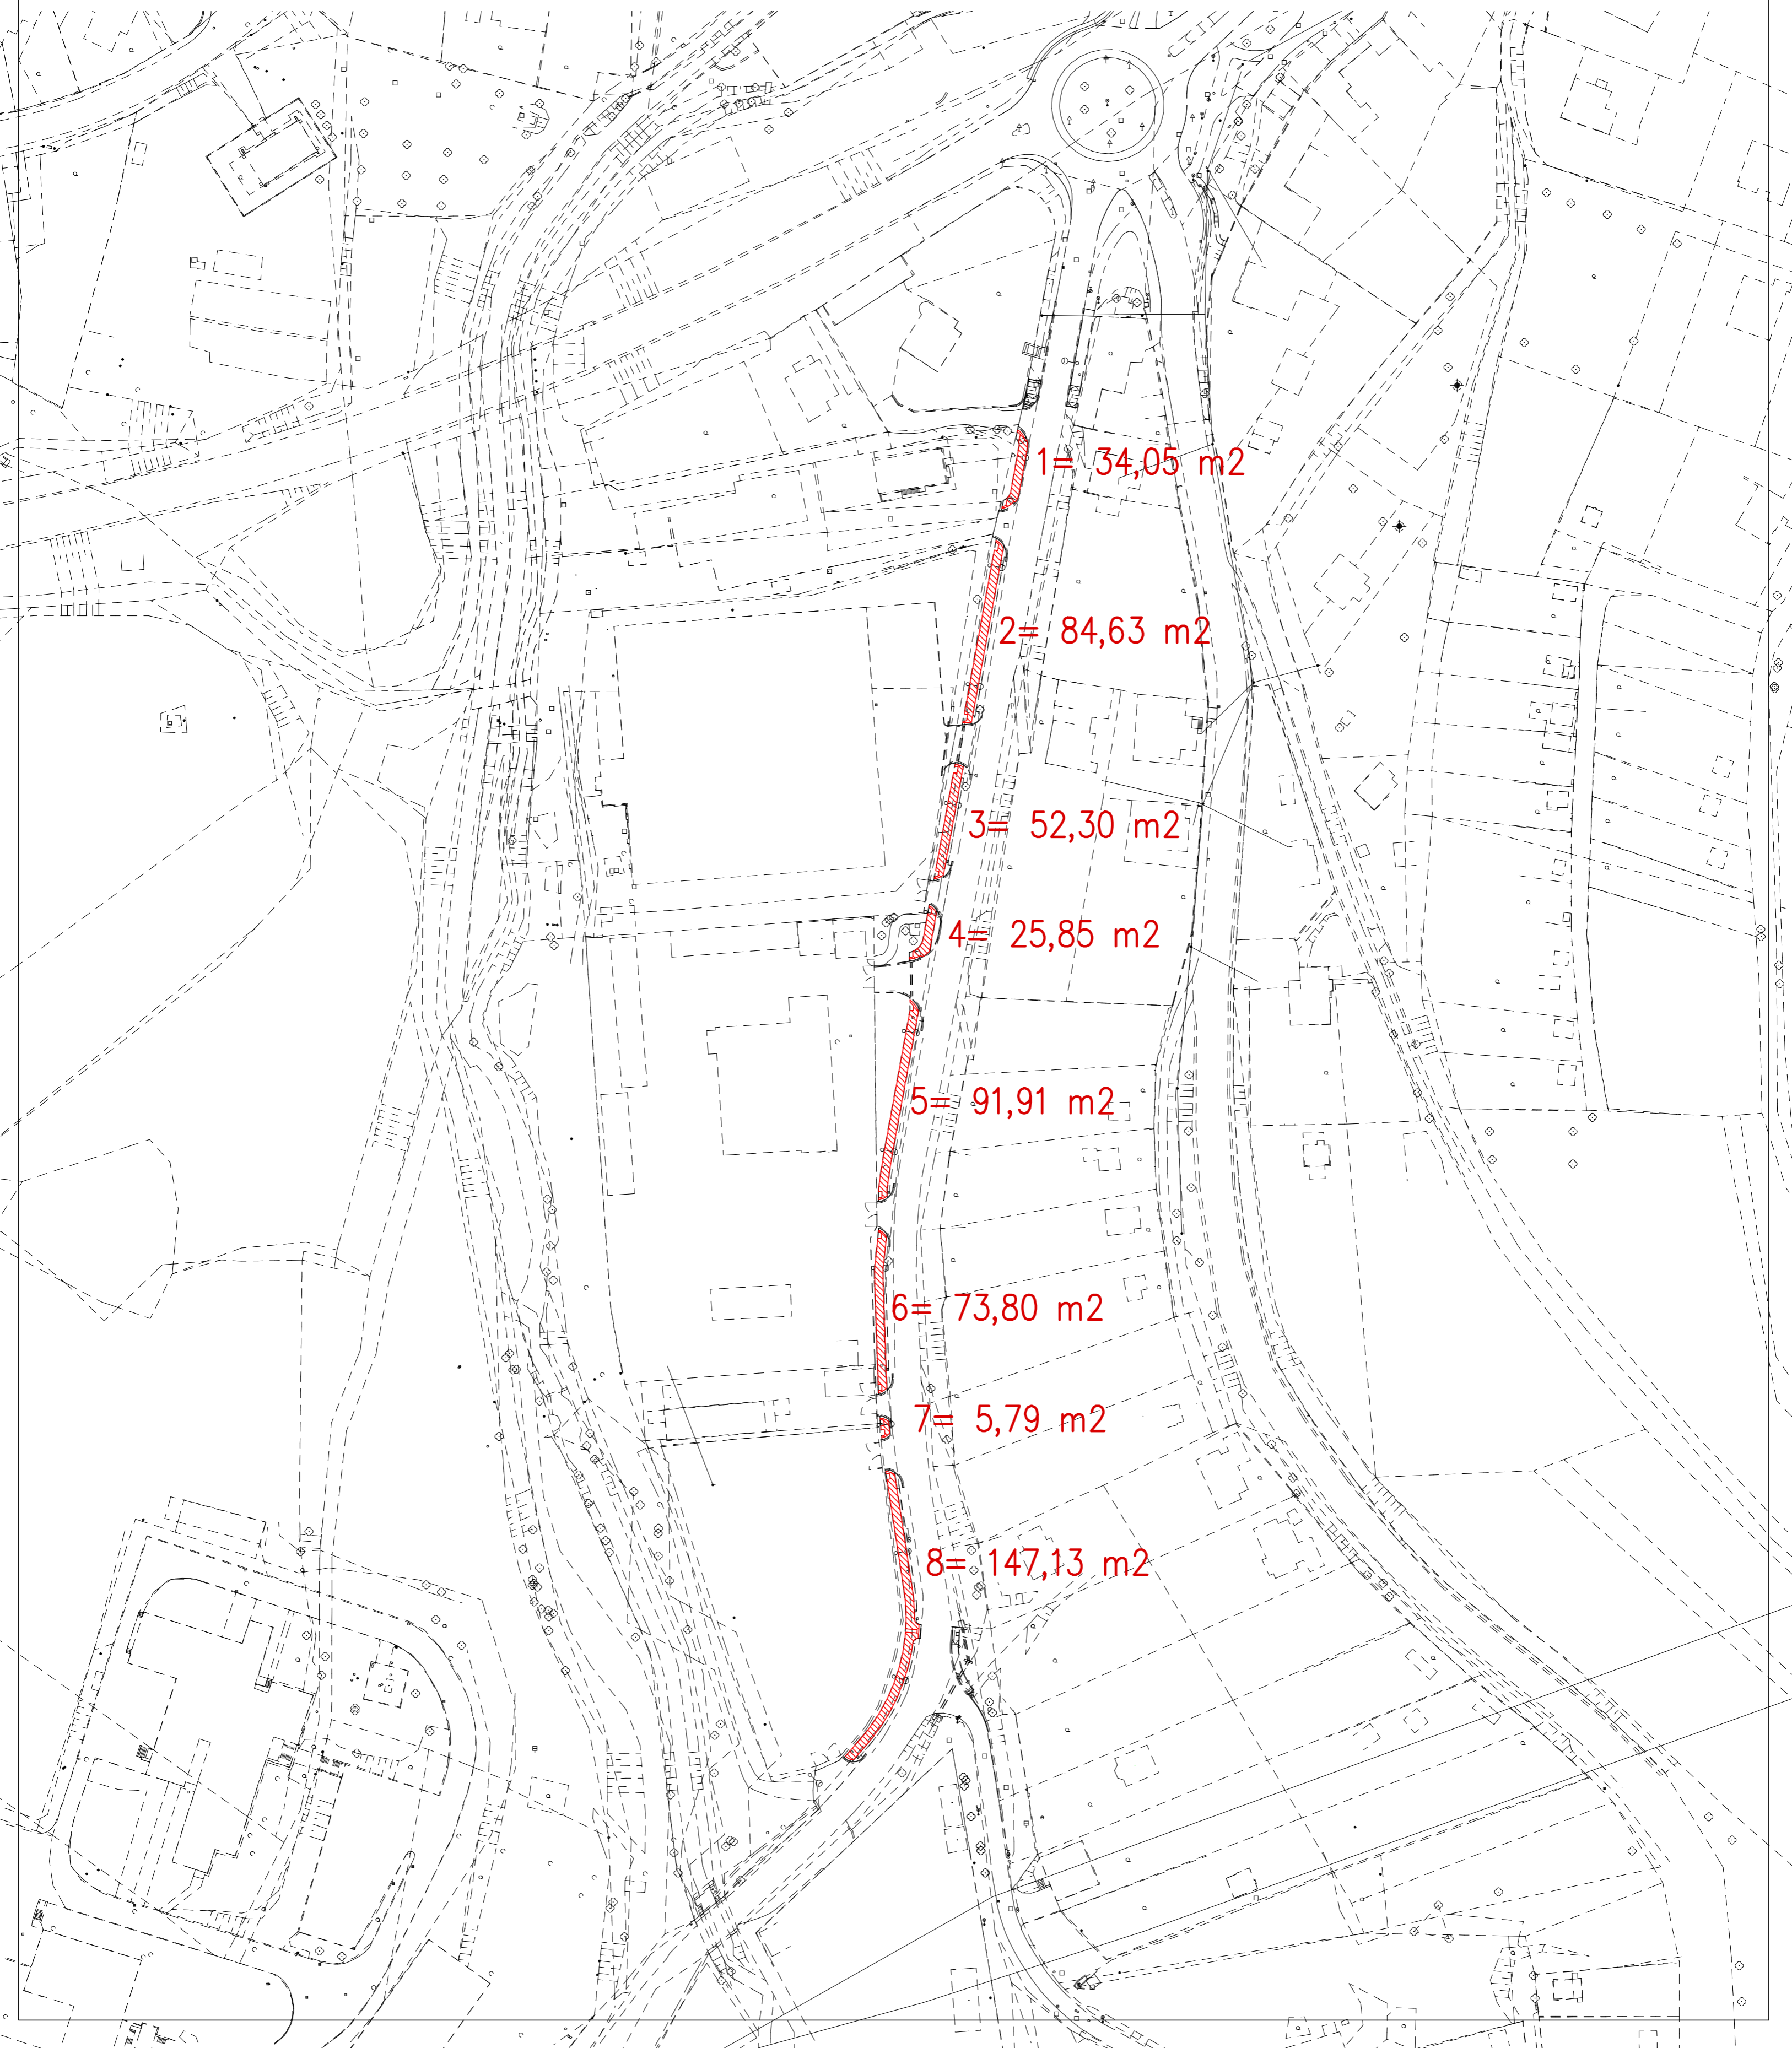 1= 34,05 m2
2= 84,63 m2
3= 52,30 m2
4= 25,85 m2
5= 91,91 m2
6= 73,80 m2
7= 5,79 m2
8= 147,13 m2